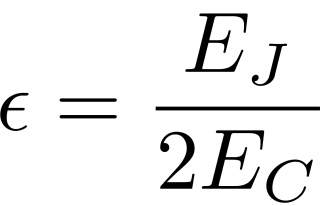 ϵ = E_J / 2E_C